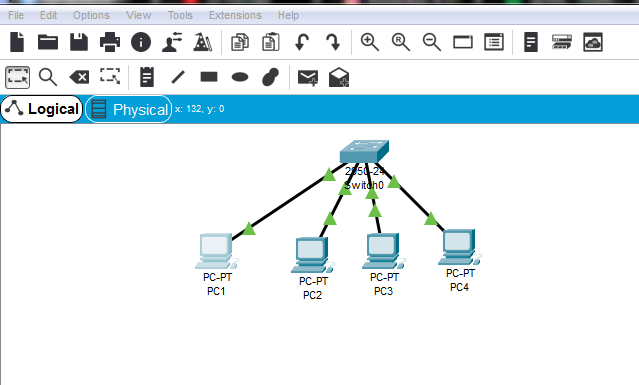 File Edit Options View Tools Extensions Help
Logical Physical x: 132, y: 0
2950-24
Switch0
PC-PT
PC1
PC-PT
PC2
PC-PT
PC3
PC-PT
PC4